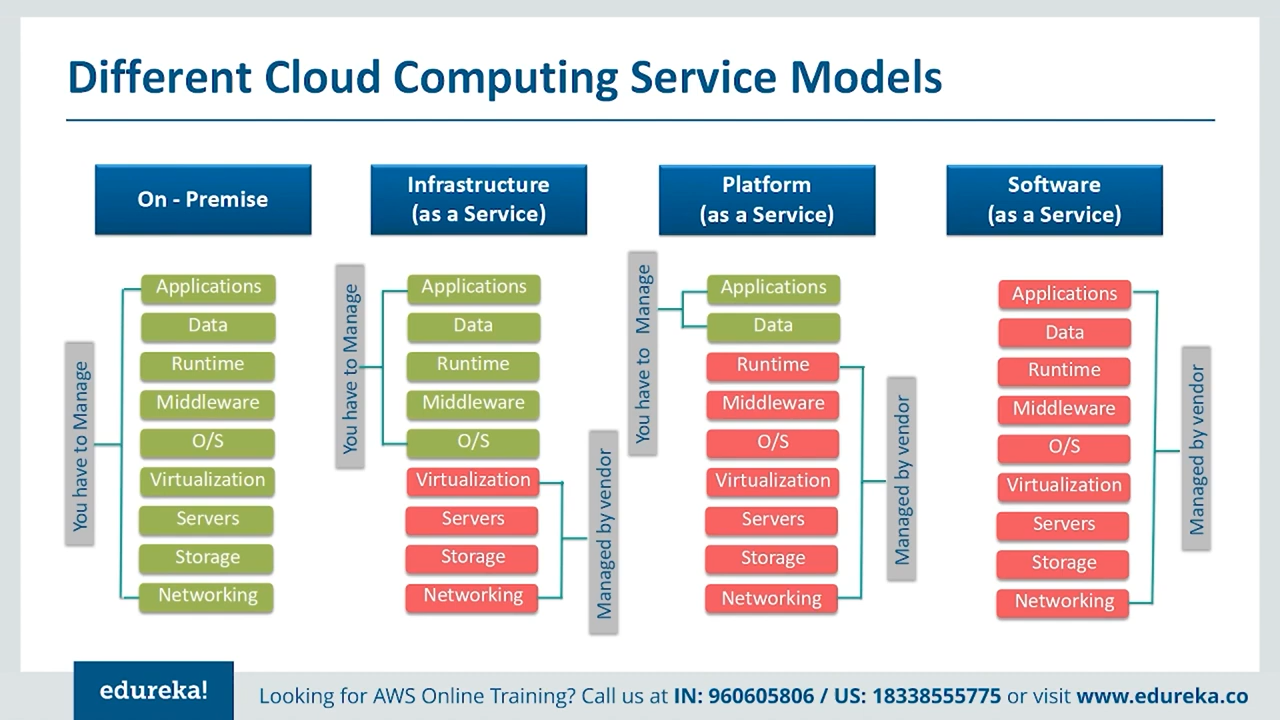 Different Cloud Computing Service Models
On - Premise
You have to Manage
Applications
Data
Runtime
Middleware
O/S
Virtualization
Servers
Storage
Networking
Infrastructure
(as a Service)
You have to Manage
Applications
Data
Runtime
Middleware
O/S
Virtualization
Servers
Storage
Networking
Managed by vendor
Platform
(as a Service)
You have to Manage
Applications
Data
Runtime
Middleware
O/S
Virtualization
Servers
Storage
Networking
Managed by vendor
Software
(as a Service)
Applications
Data
Runtime
Middleware
O/S
Virtualization
Servers
Storage
Networking
Managed by vendor
edureka!
Looking for AWS Online Training? Call us at IN: 960605806 / US: 18338555775 or visit www.edureka.co